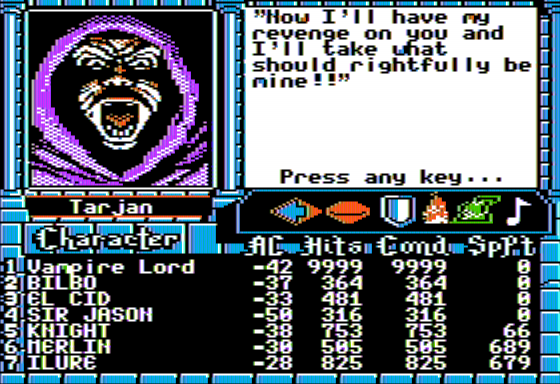 "Now I'll have my
revenge on you and
I'll take what
should rightfully be
mine!!"
Press any key...
Tarjan
Character AC Hits Cond SpPt
1 Vampire Lord -42 9999 9999 0
2 BILBO -37 364 364 0
3 EL CID -33 481 481 0
4 SIR JASON -50 316 316 0
5 KNIGHT -38 753 753 66
6 MERLIN -30 505 505 689
7 ILURE -28 825 825 679